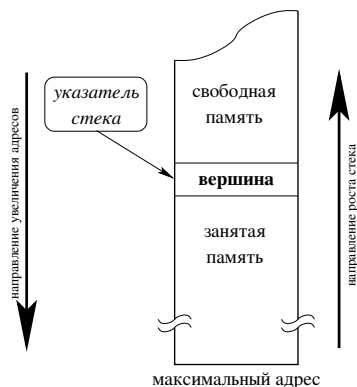 направление увеличения адресов
указатель
стека
свободная
память
вершина
занятая
память
направление роста стека
максимальный адрес